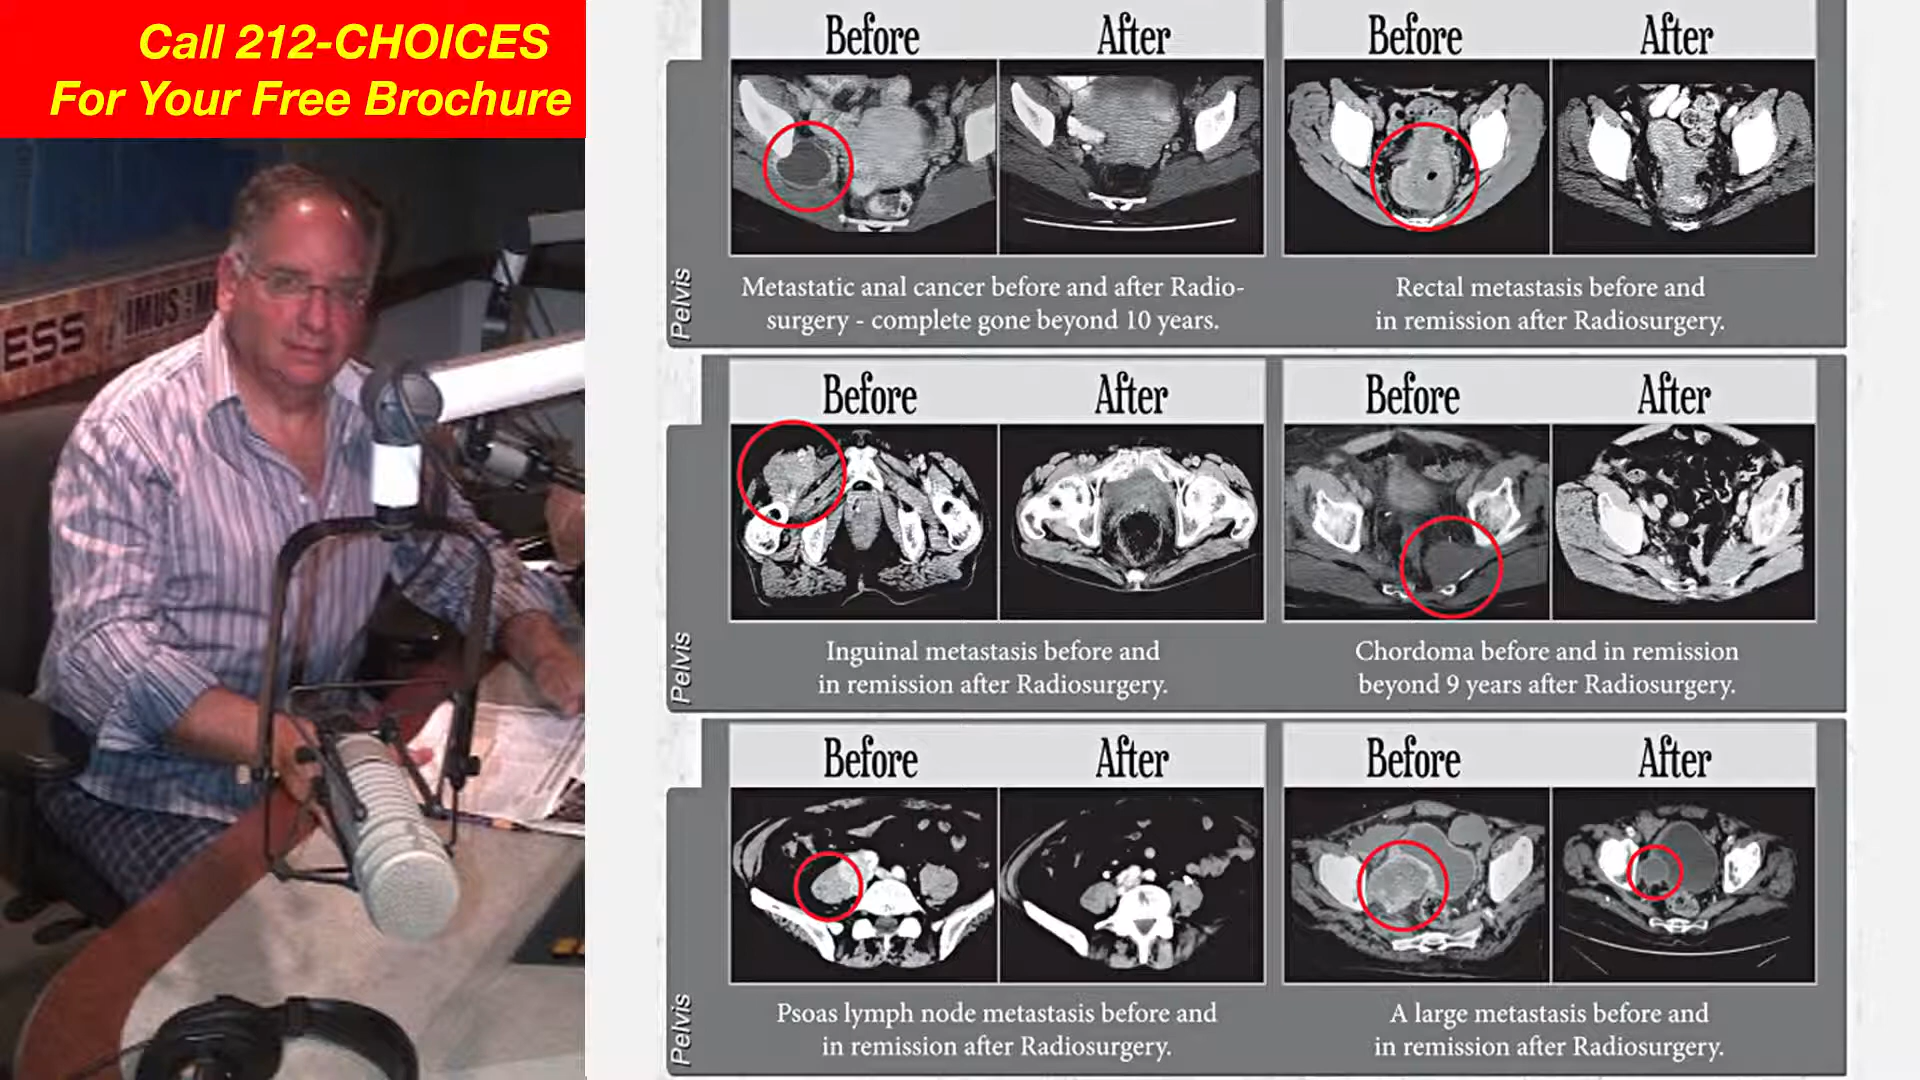 Call 212-CHOICES
For Your Free Brochure
ESS
IMUS
Before
After
Before
After
Pelvis
Metastatic anal cancer before and after Radio-
surgery - complete gone beyond 10 years.
Rectal metastasis before and
in remission after Radiosurgery.
Before
After
Before
After
Pelvis
Inguinal metastasis before and
in remission after Radiosurgery.
Chordoma before and in remission
beyond 9 years after Radiosurgery.
Before
After
Before
After
Pelvis
Psoas lymph node metastasis before and
in remission after Radiosurgery.
A large metastasis before and
in remission after Radiosurgery.